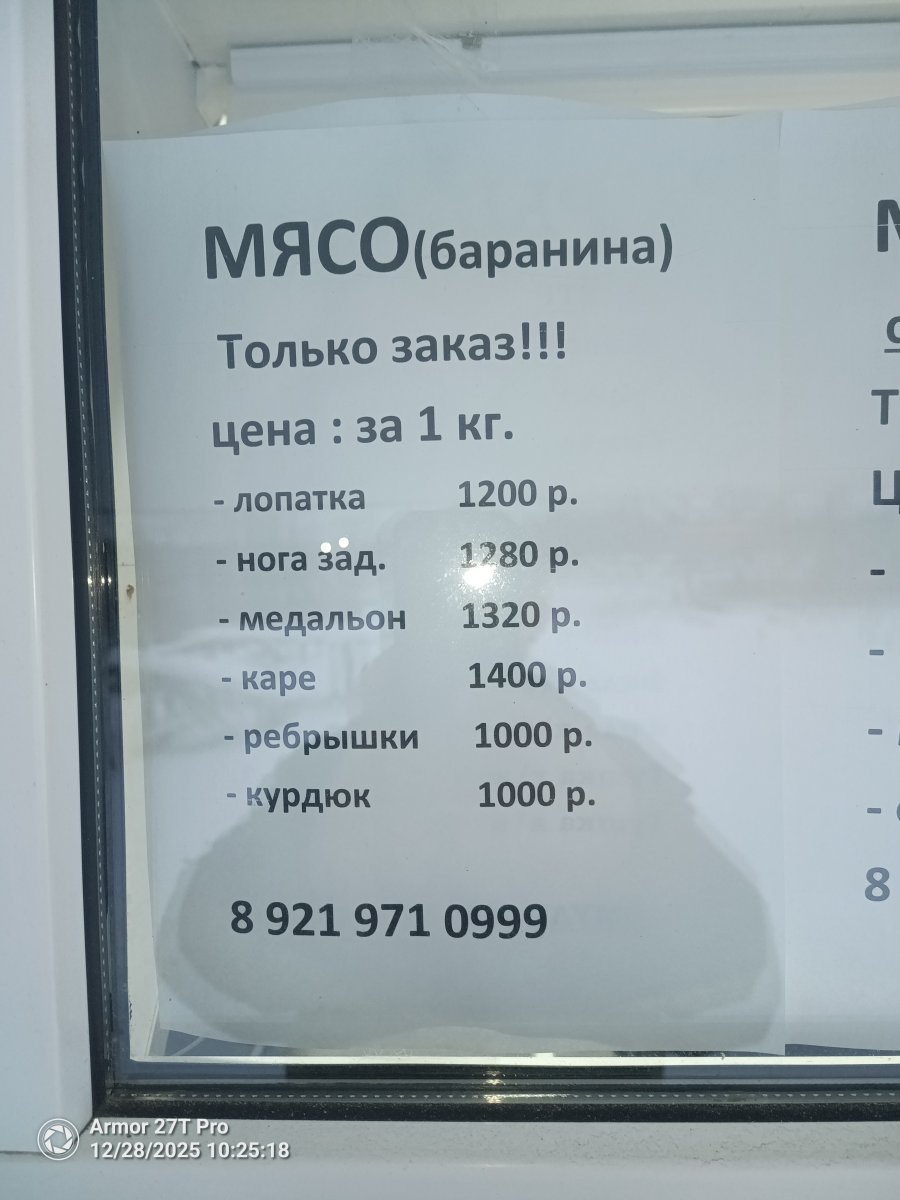 МЯСО(баранина)
Только заказ!!!
цена : за 1 кг.
- лопатка 1200 р.
- нога зад. 1280 р.
- медальон 1320 р.
- каре 1400 р.
- ребрышки 1000 р.
- курдюк 1000 р.
8 921 971 0999
8
Armor 27T Pro
12/28/2025 10:25:18